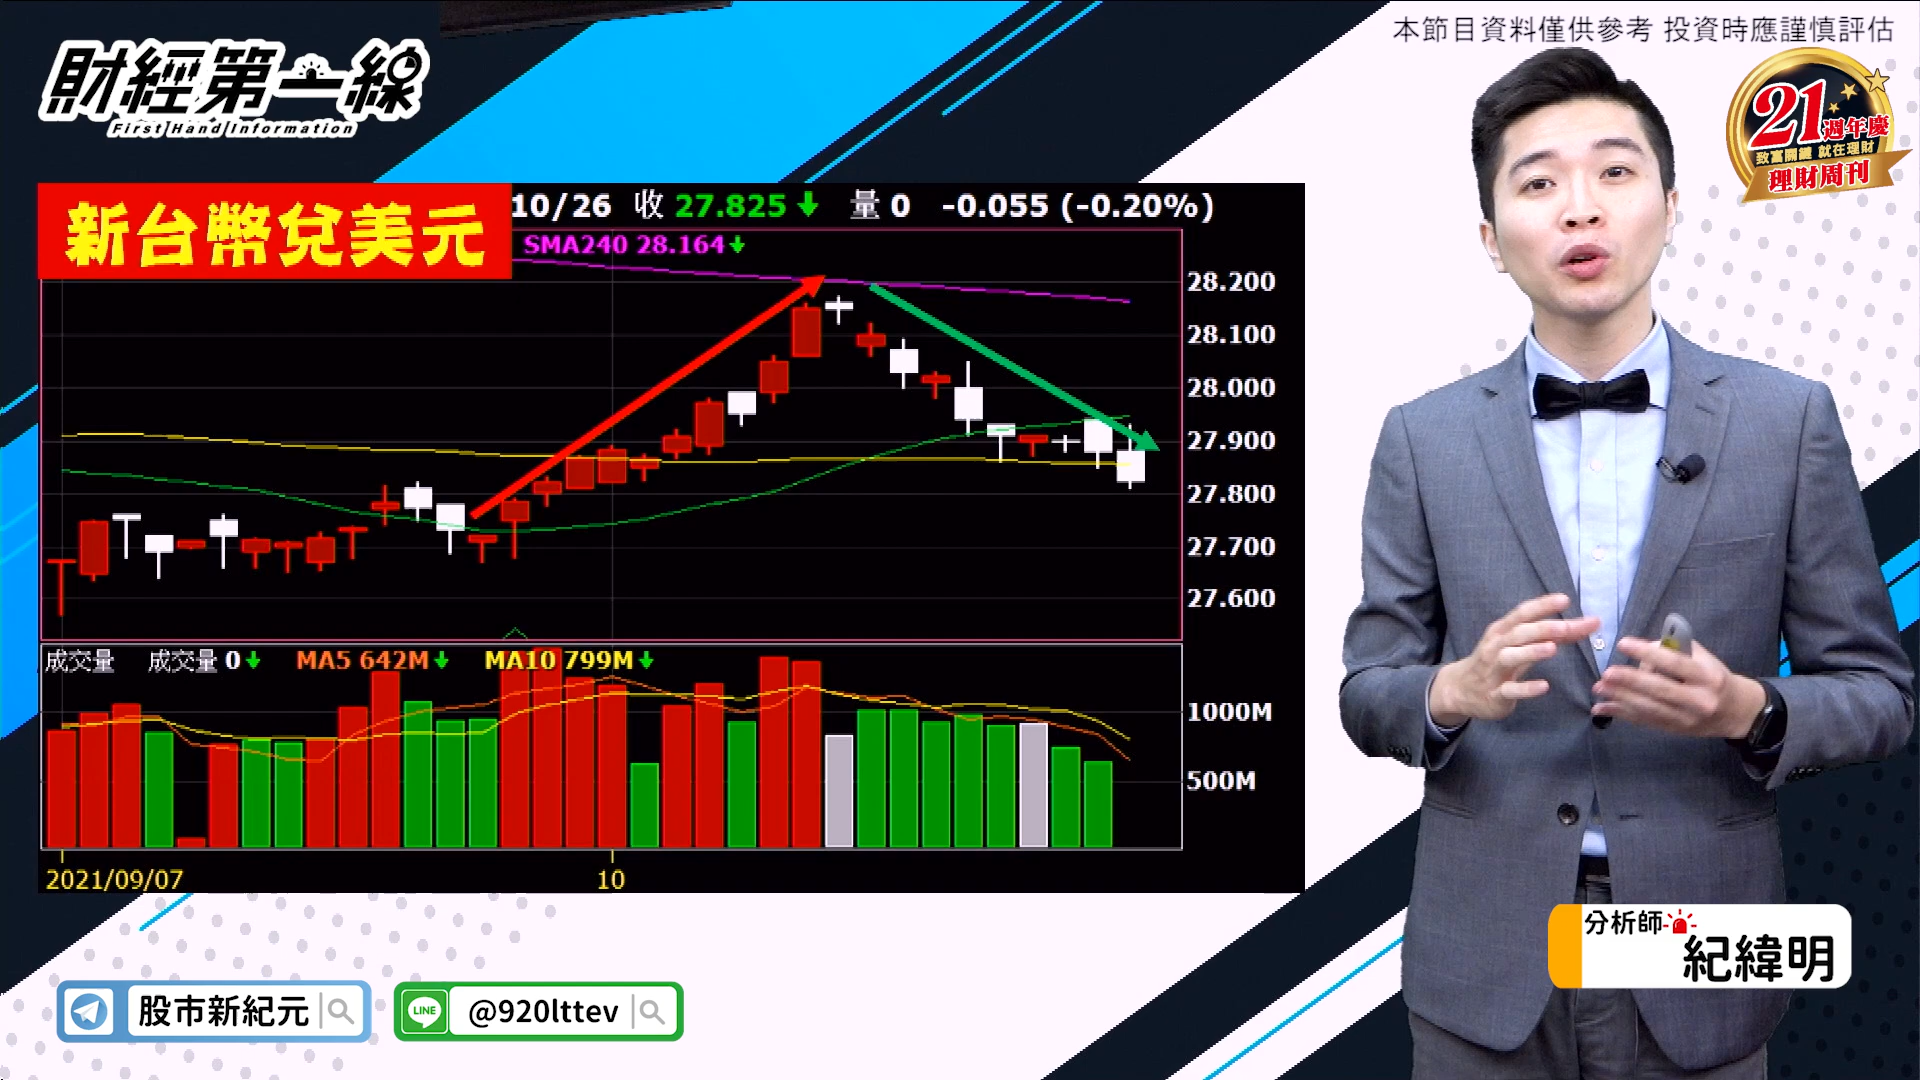 本節目資料僅供參考 投資時應謹慎評估
財經第一線
First Hand Information
21週年慶
致富關鍵 就在理財
理財周刊
新台幣兌美元
10/26 收 27.825↓ 量 0 -0.055 (-0.20%)
SMA240 28.164↓
28.200
28.100
28.000
27.900
27.800
27.700
27.600
成交量 成交量 0↓ MA5 642M↓ MA10 799M↓
1000M
500M
2021/09/07 10
分析師
紀緯明
股市新紀元
LINE @920lttev